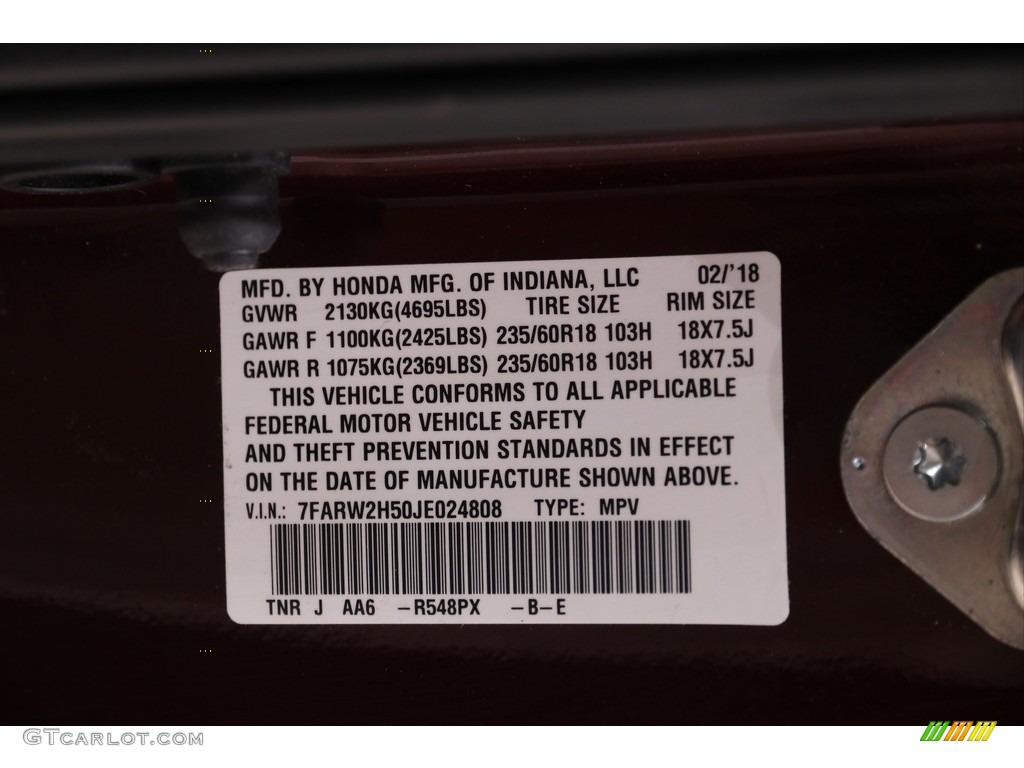 MFD. BY HONDA MFG. OF INDIANA, LLC 02/'18
GVWR 2130KG(4695LBS) TIRE SIZE RIM SIZE
GAWR F 1100KG(2425LBS) 235/60R18 103H 18X7.5J
GAWR R 1075KG(2369LBS) 235/60R18 103H 18X7.5J
THIS VEHICLE CONFORMS TO ALL APPLICABLE
FEDERAL MOTOR VEHICLE SAFETY
AND THEFT PREVENTION STANDARDS IN EFFECT
ON THE DATE OF MANUFACTURE SHOWN ABOVE.
V.I.N.: 7FARW2H50JE024808 TYPE: MPV
TNR J AA6 -R548PX -B-E
GTCARLOT.COM